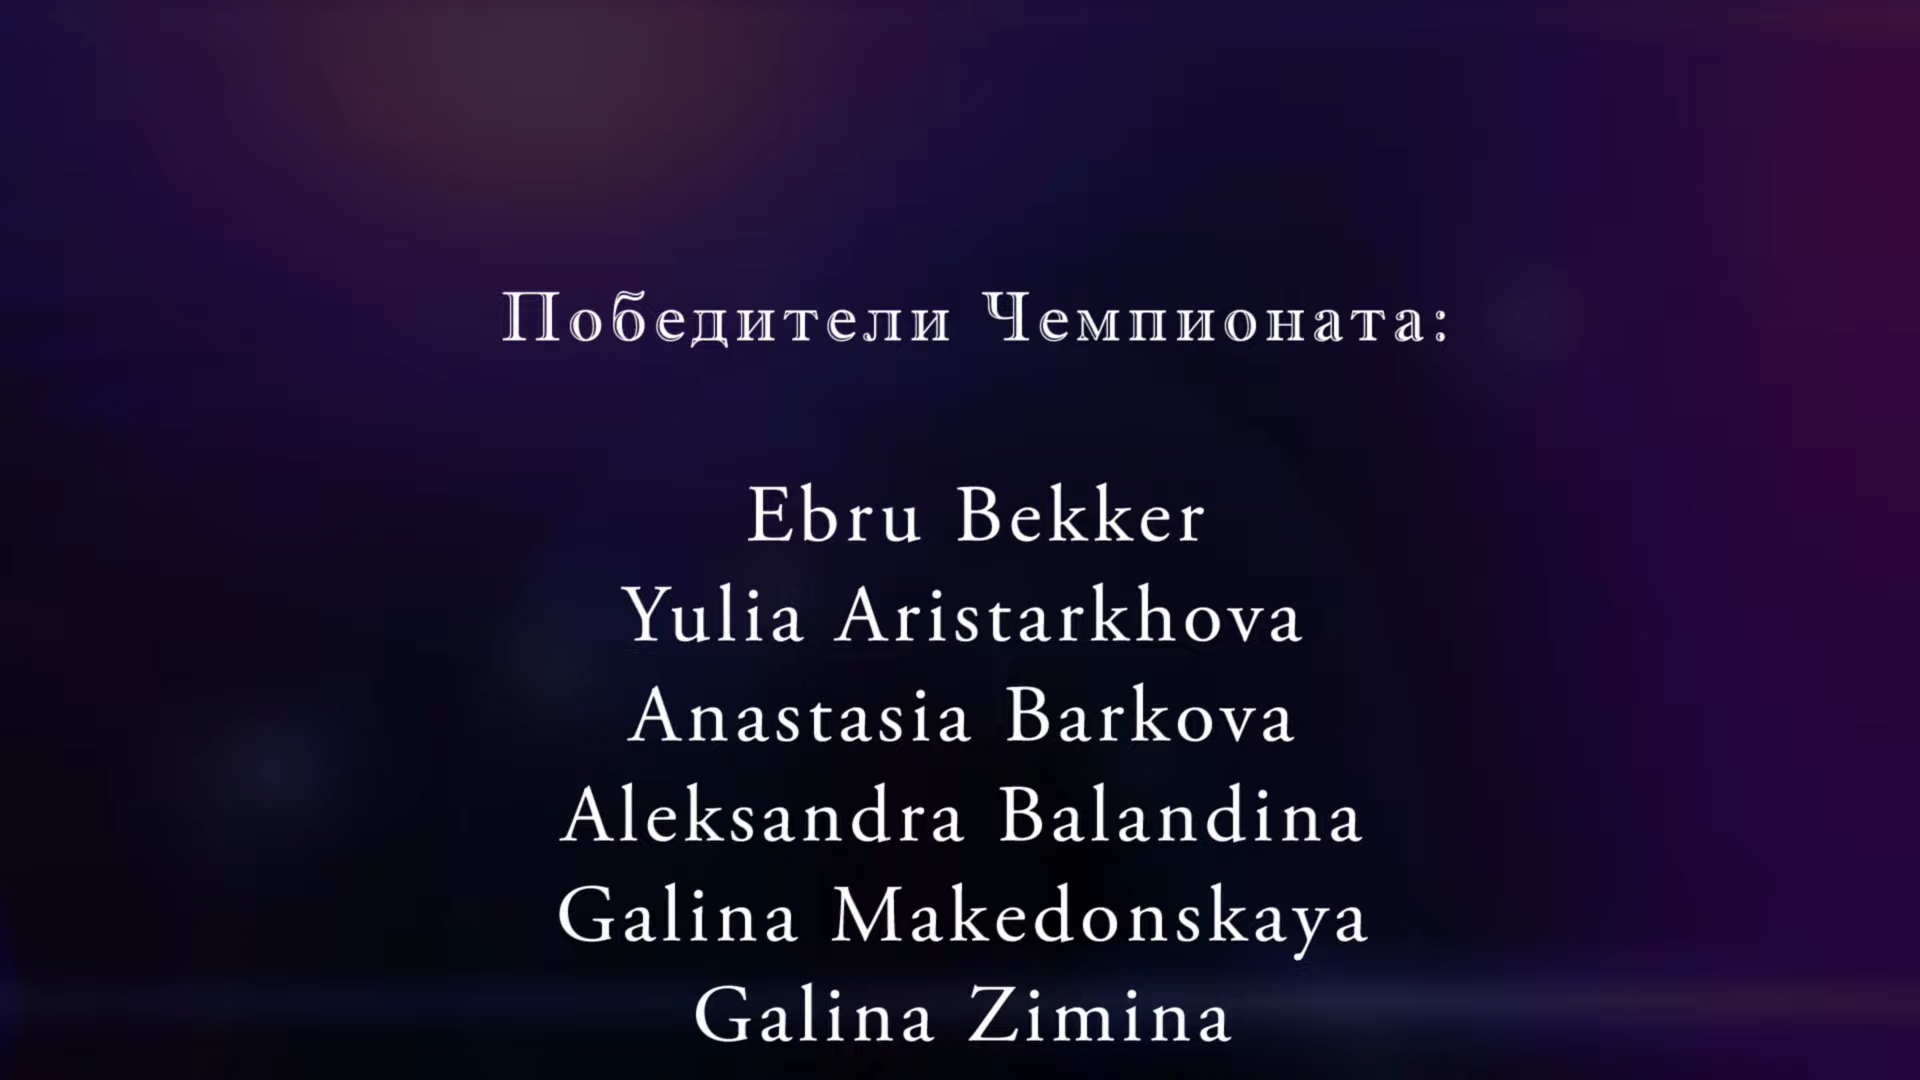 Победители Чемпионата:
Ebru Bekker
Yulia Aristarkhova
Anastasia Barkova
Aleksandra Balandina
Galina Makedonskaya
Galina Zimina